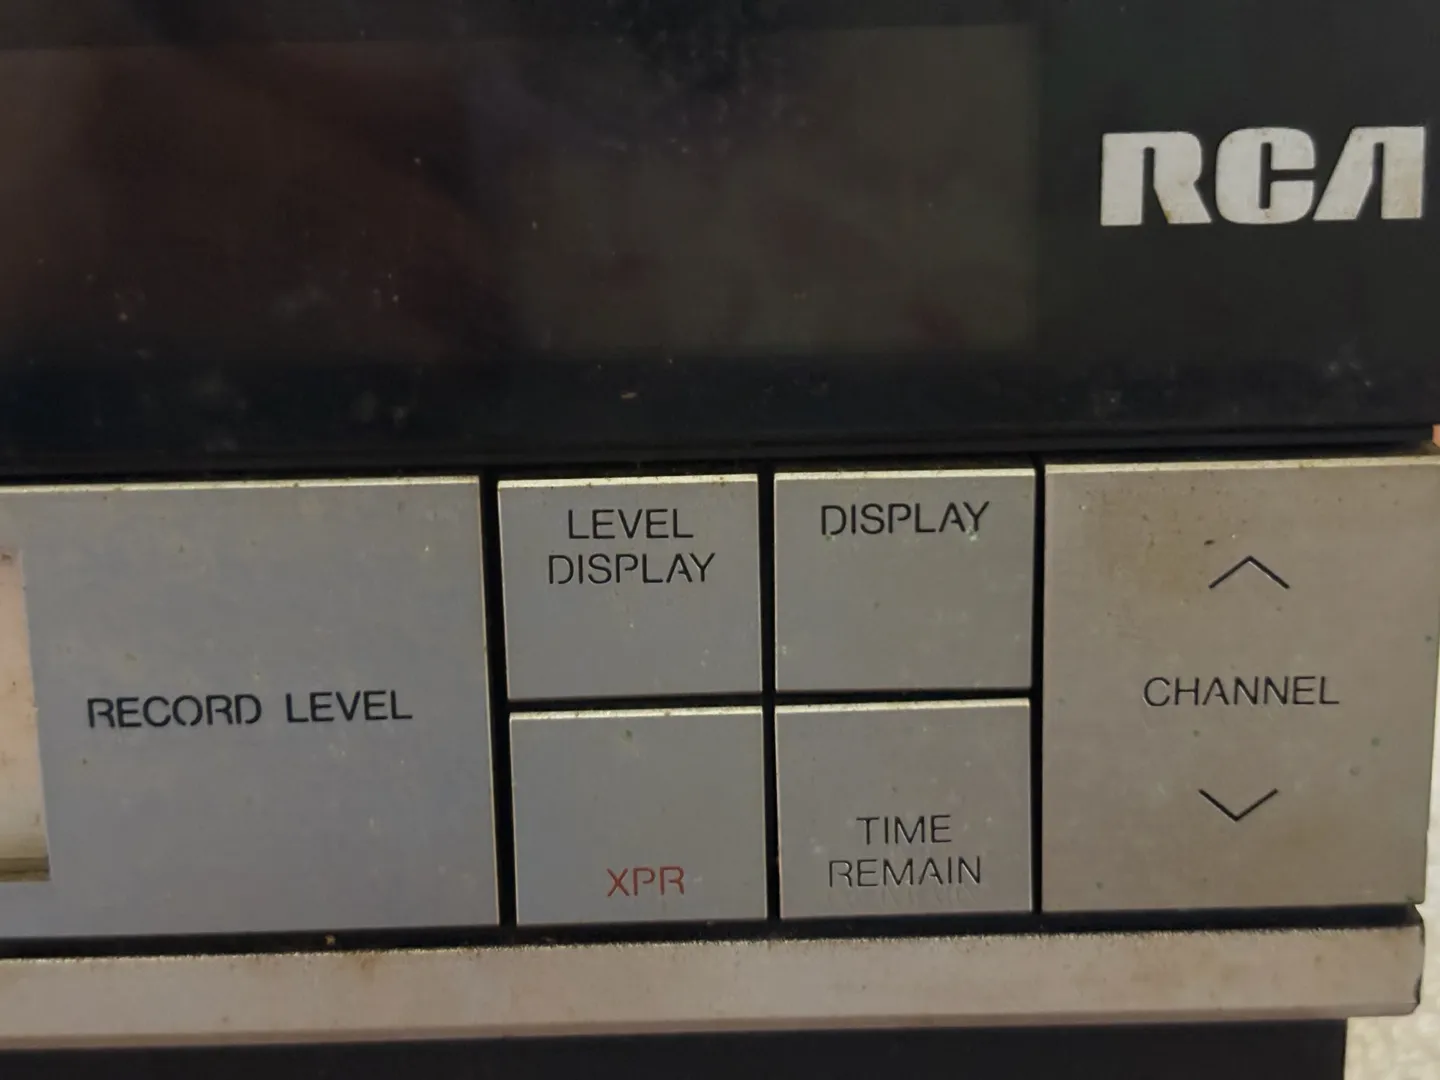 RCA
LEVEL
DISPLAY
DISPLAY
RECORD LEVEL
CHANNEL
XPR
TIME
REMAIN